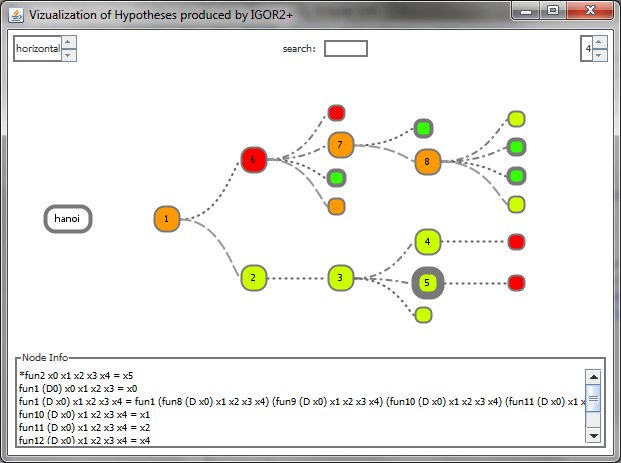 Vizualization of Hypotheses produced by IGOR2+
horizontal search: 4
7
6 8
hanoi 1
4
2 3 5
Node Info
*fun2 x0 x1 x2 x3 x4 = x5
fun1 (D0) x0 x1 x2 x3 = x0
fun1 (D x0) x1 x2 x3 x4 = fun1 (fun8 (D x0) x1 x2 x3 x4) (fun9 (D x0) x1 x2 x3 x4) (fun10 (D x0) x1 x2 x3 x4) (fun11 (D x0) x1 x
fun10 (D x0) x1 x2 x3 x4 = x1
fun11 (D x0) x1 x2 x3 x4 = x2
fun12 (D x0) x1 x2 x3 x4 = x4